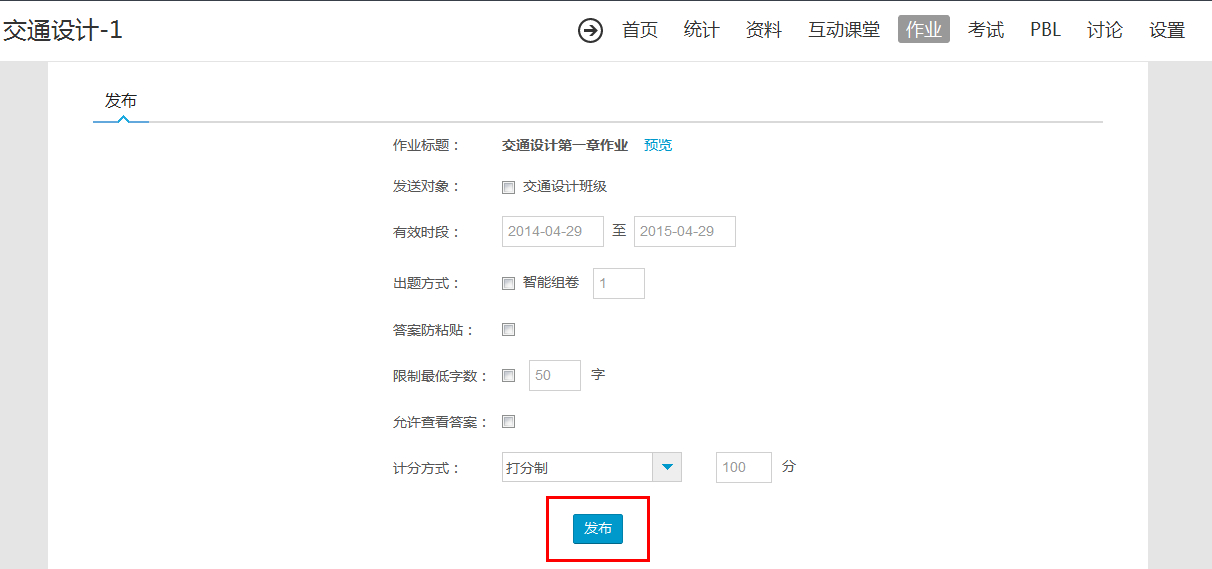 交通设计-1 首页 统计 资料 互动课堂 作业 考试 PBL 讨论 设置
发布
作业标题： 交通设计第一章作业 预览
发送对象： 交通设计班级
有效时段： 2014-04-29 至 2015-04-29
出题方式： 智能组卷 1
答案防粘贴：
限制最低字数： 50 字
允许查看答案：
计分方式： 打分制 100 分
发布